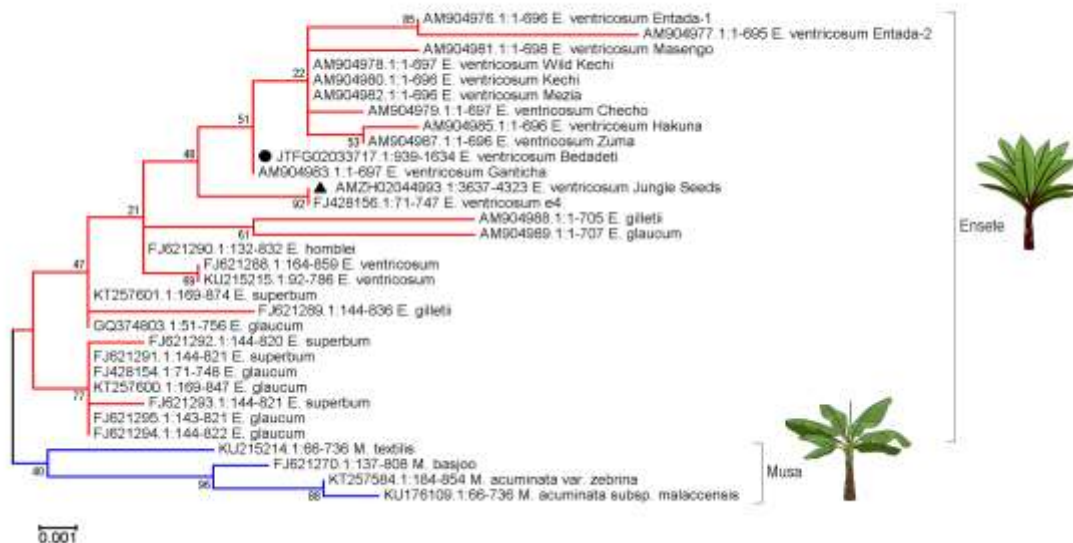 85
AM904976.1:1-696 E. ventricosum Entada-1
AM904977.1:1-695 E. ventricosum Entada-2
AM904981.1:1-698 E. ventricosum Masengo
22
AM904978.1:1-697 E. ventricosum Wild Kechi
AM904980.1:1-696 E. ventricosum Kechi
AM904982.1:1-696 E. ventricosum Mezia
AM904979.1:1-697 E. ventricosum Checho
51
AM904985.1:1-696 E. ventricosum Hakuna
53
AM904987.1:1-696 E. ventricosum Zuma
48
JTFG02033717.1:939-1634 E. ventricosum Bedadeti
AM904983.1:1-697 E. ventricosum Ganticha
AMZH02044993.1:3637-4323 E. ventricosum Jungle Seeds
92
FJ428156.1:71-747 E. ventricosum e4
21
AM904988.1:1-705 E. gilletii
61
AM904989.1:1-707 E. glaucum
FJ621290.1:132-832 E. homblei
47
FJ621288.1:164-859 E. ventricosum
69
KU215215.1:92-786 E. ventricosum
KT257601.1:169-874 E. superbum
FJ621289.1:144-836 E. gilletii
GQ374803.1:51-756 E. glaucum
FJ621292.1:144-820 E. superbum
FJ621291.1:144-821 E. superbum
FJ428154.1:71-748 E. glaucum
KT257600.1:169-847 E. glaucum
77
FJ621293.1:144-821 E. superbum
FJ621295.1:143-821 E. glaucum
FJ621294.1:144-822 E. glaucum
Ensete
KU215214.1:66-736 M. textilis
40
FJ621270.1:137-808 M. basjoo
96
KT257584.1:184-854 M. acuminata var. zebrina
88
KU176109.1:66-736 M. acuminata subsp. malaccensis
Musa
0.001